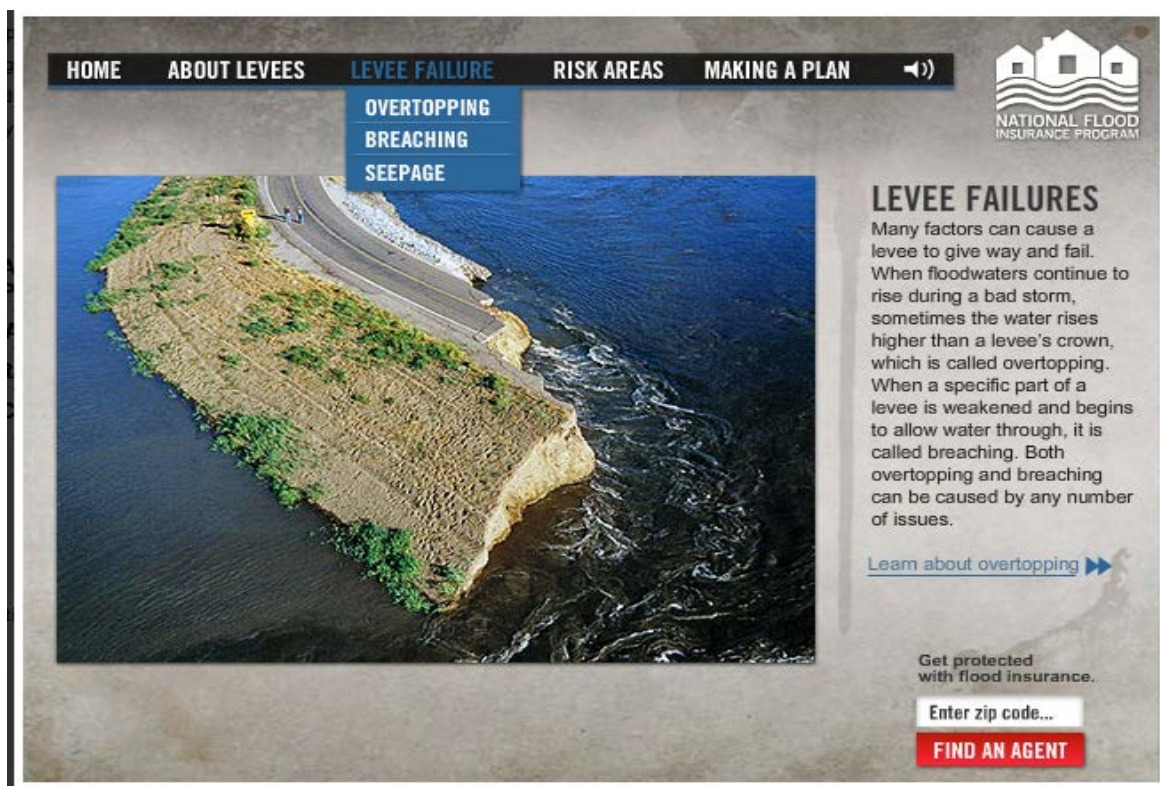 HOME ABOUT LEVEES LEVEE FAILURE RISK AREAS MAKING A PLAN
OVERTOPPING
BREACHING
SEEPAGE
NATIONAL FLOOD
INSURANCE PROGRAM
LEVEE FAILURES
Many factors can cause a
levee to give way and fail.
When floodwaters continue to
rise during a bad storm,
sometimes the water rises
higher than a levee's crown,
which is called overtopping.
When a specific part of a
levee is weakened and begins
to allow water through, it is
called breaching. Both
overtopping and breaching
can be caused by any number
of issues.
Learn about overtopping
Get protected
with flood insurance.
Enter zip code...
FIND AN AGENT